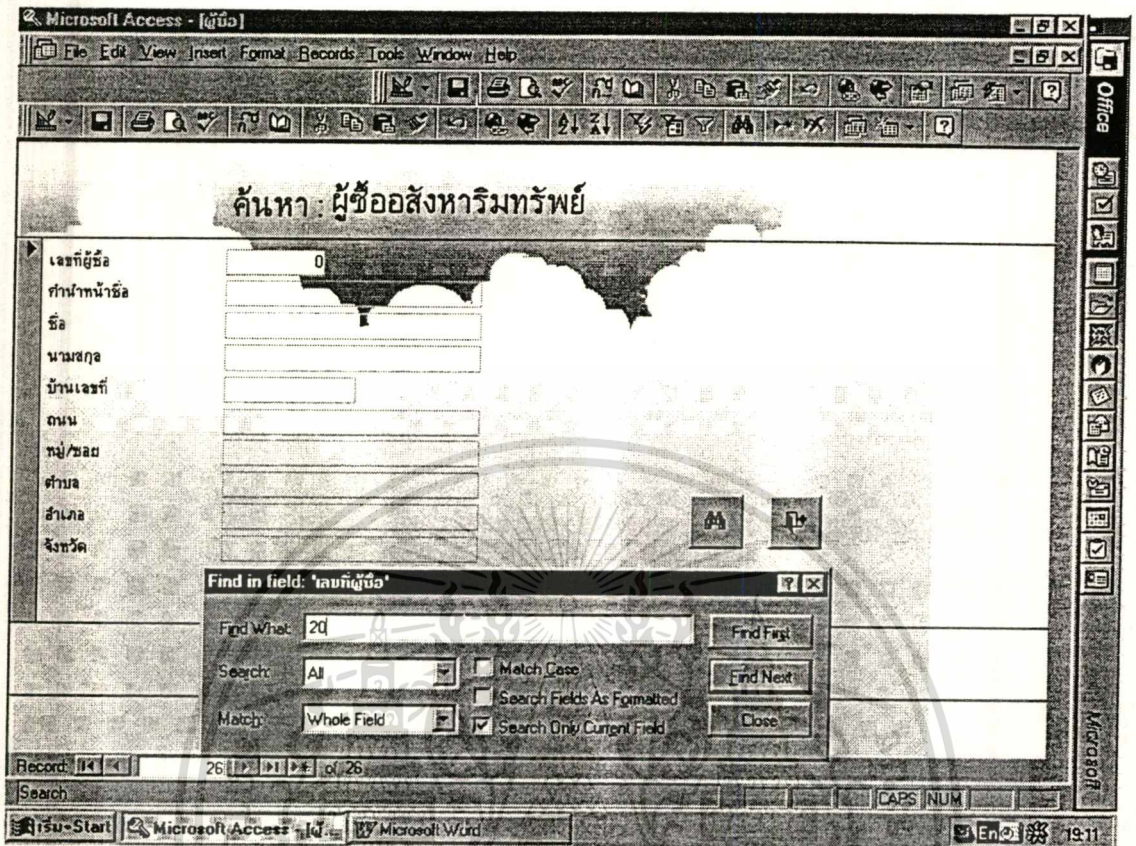 Microsoft Access - [ผู้ซื้อ]
File Edit View Insert Format Records Tools Window Help
Office
ค้นหา : ผู้ซื้ออสังหาริมทรัพย์
เลขที่ผู้ซื้อ 0
คำนำหน้าชื่อ
ชื่อ
นามสกุล
บ้านเลขที่
ถนน
หมู่/ซอย
ตำบล
อำเภอ
จังหวัด
Find in field: 'เลขที่ผู้ซื้อ'
Find What: 20 Find First
Search: All Match Case Find Next
Search Fields As Formatted
Match: Whole Field Search Only Current Field Close
Record: 26 of 26
Search CAPS NUM
Microsoft
เริ่ม-Start Microsoft Access - [ผู้... Microsoft Word En 19:11